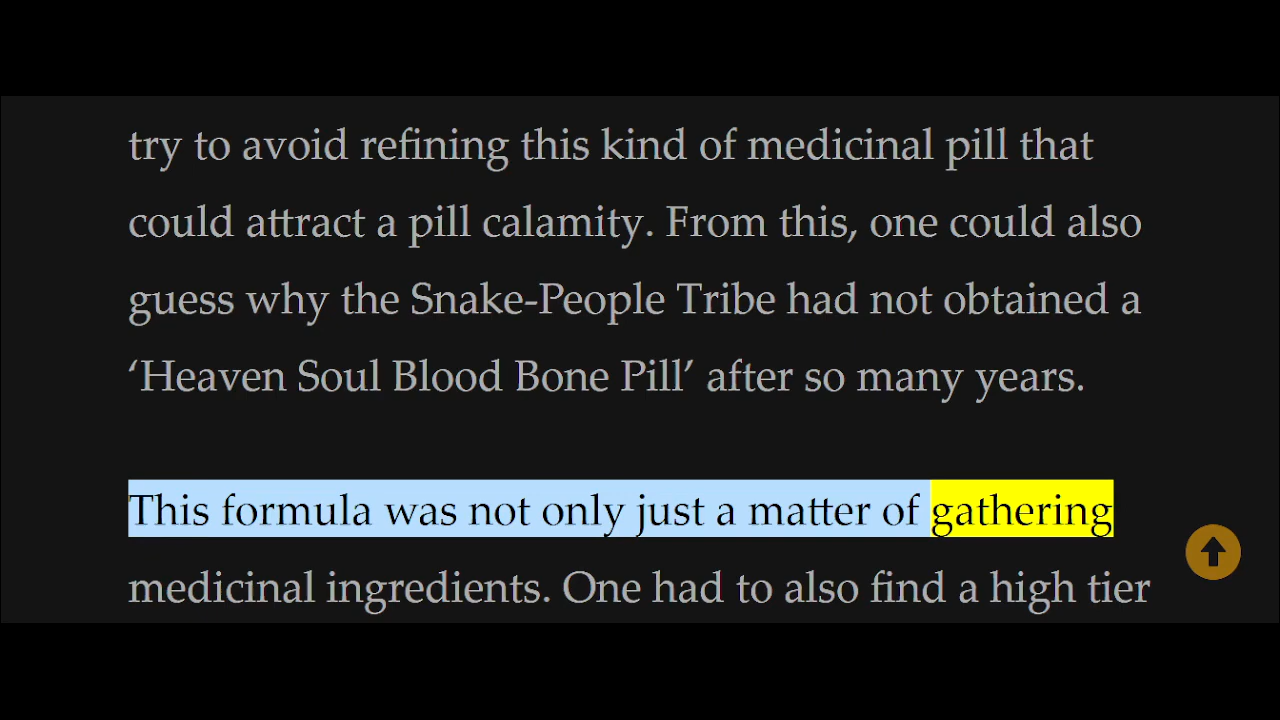 try to avoid refining this kind of medicinal pill that
could attract a pill calamity. From this, one could also
guess why the Snake-People Tribe had not obtained a
‘Heaven Soul Blood Bone Pill’ after so many years.
This formula was not only just a matter of gathering
medicinal ingredients. One had to also find a high tier